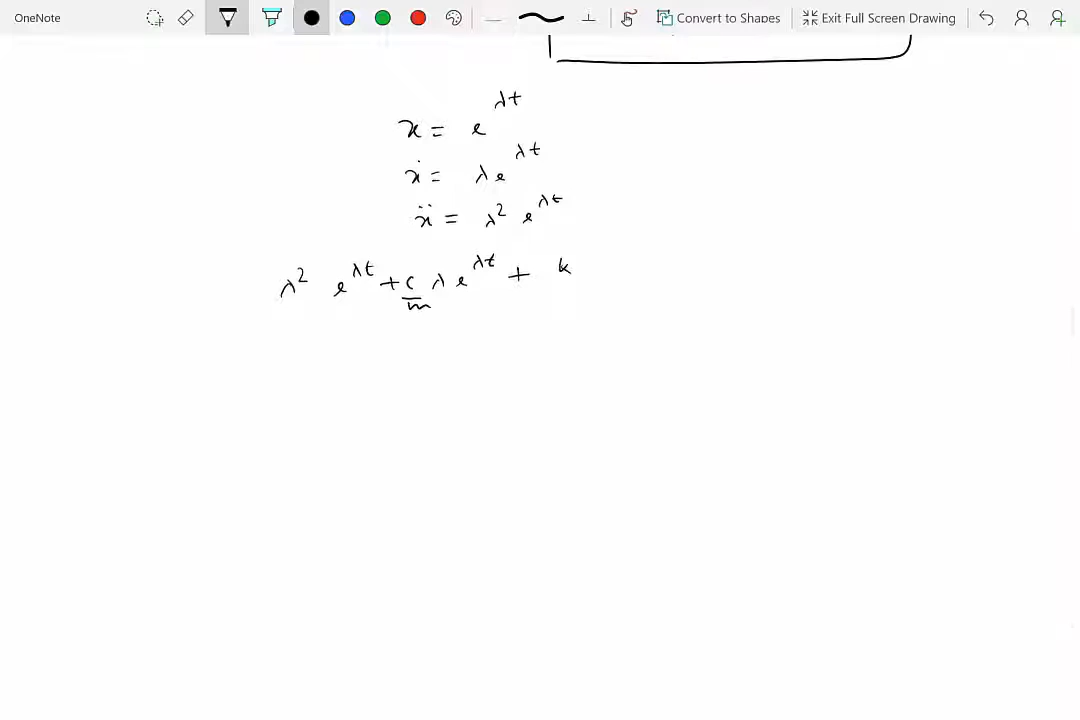 OneNote Convert to Shapes Exit Full Screen Drawing
x = e^{λt}
ẋ = λe^{λt}
ẍ = λ² e^{λt}
λ² e^{λt} + c/m λ e^{λt} + k